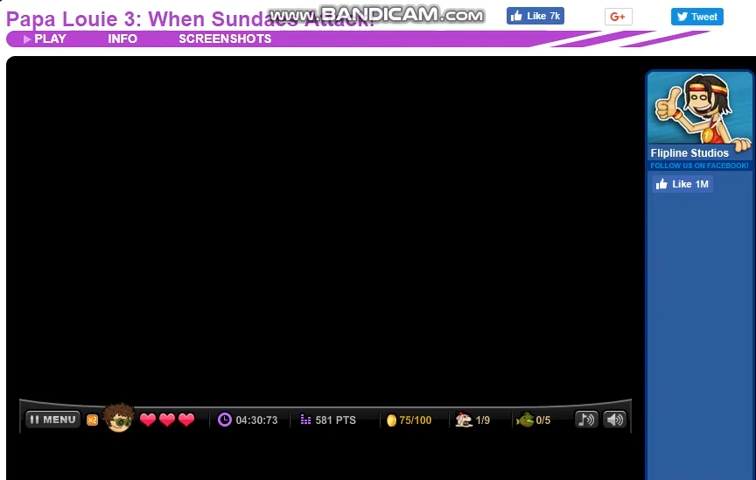 Papa Louie 3: When Sundaes Attack!
www.BANDICAM.com
Like 7k
G+
Tweet
PLAY INFO SCREENSHOTS
Flipline Studios
FOLLOW US ON FACEBOOK!
Like 1M
MENU x2 04:30:73 581 PTS 75/100 1/9 0/5